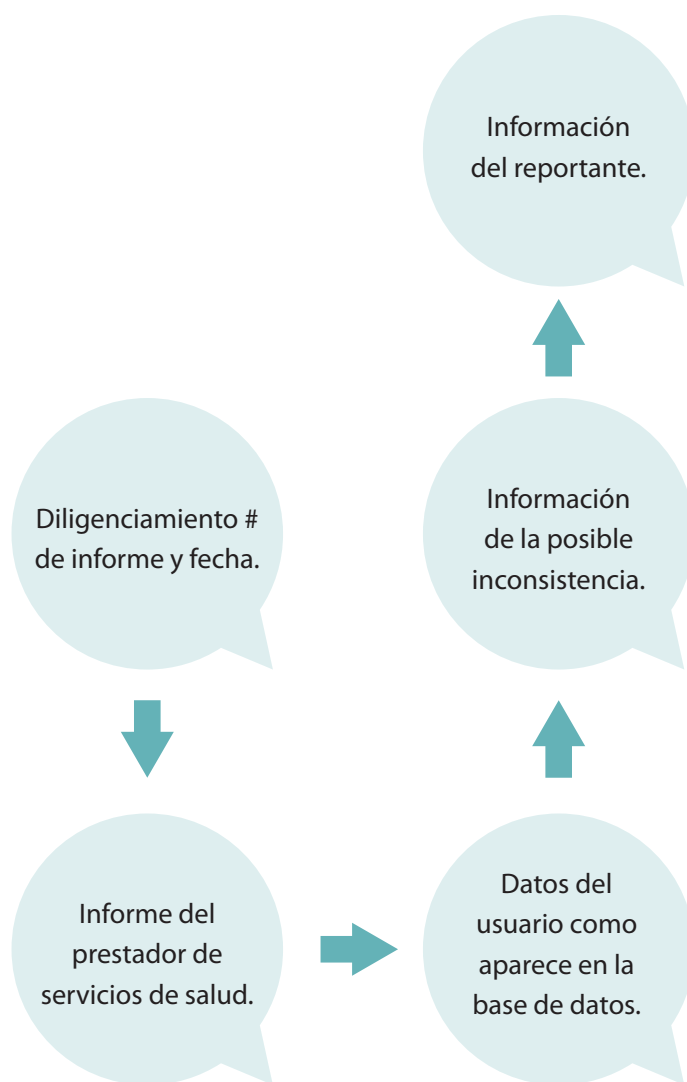 Diligenciamiento #
de informe y fecha.
Informe del
prestador de
servicios de salud.
Datos del
usuario como
aparece en la
base de datos.
Información
de la posible
inconsistencia.
Información
del reportante.